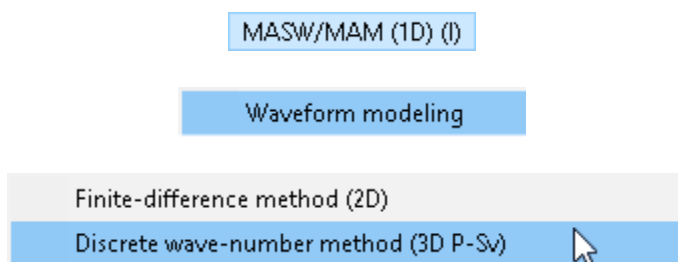 MASW/MAM (1D) (I)
Waveform modeling
Finite-difference method (2D)
Discrete wave-number method (3D P-Sv)